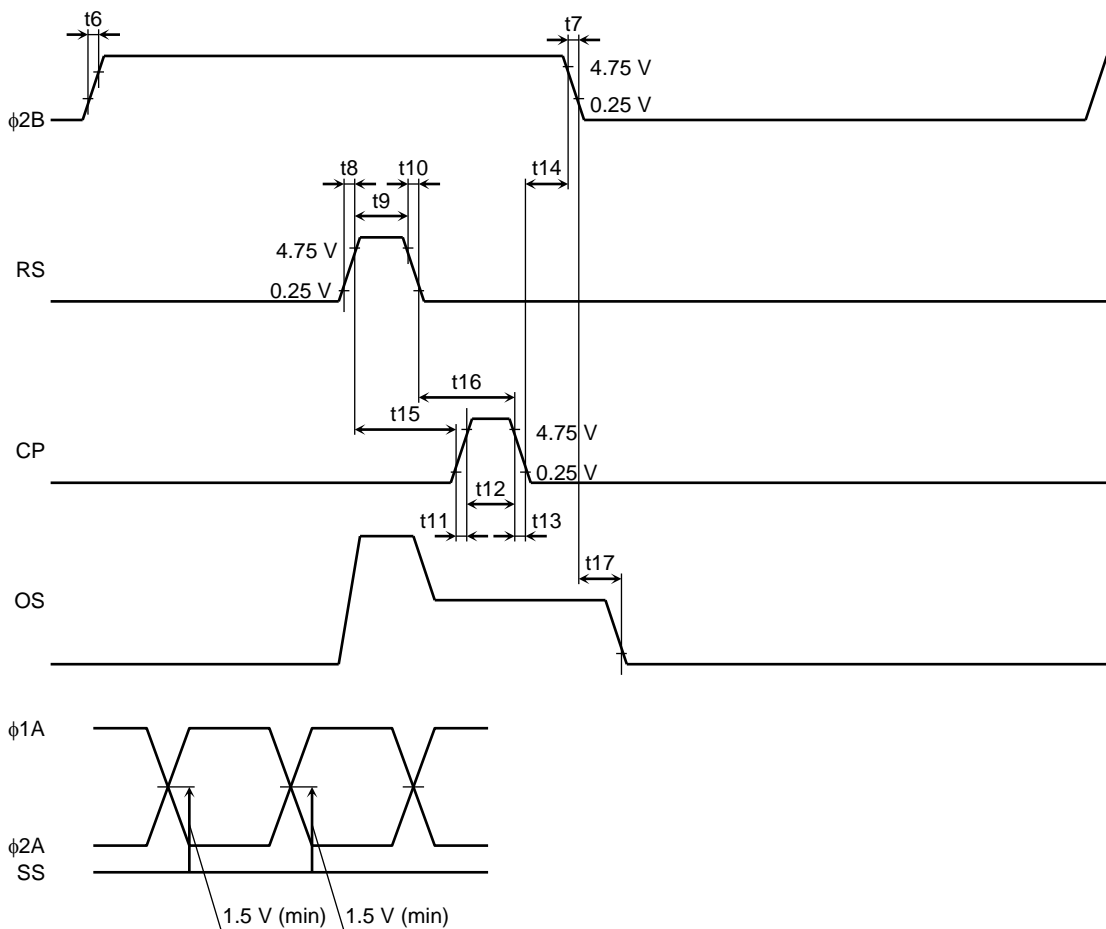 t6
t7
4.75 V
0.25 V
ϕ2B
t14
t8
t10
t9
4.75 V
RS
0.25 V
t16
t15
4.75 V
CP
0.25 V
t12
t11
t13
t17
OS
ϕ1A
ϕ2A
SS
1.5 V (min)
1.5 V (min)